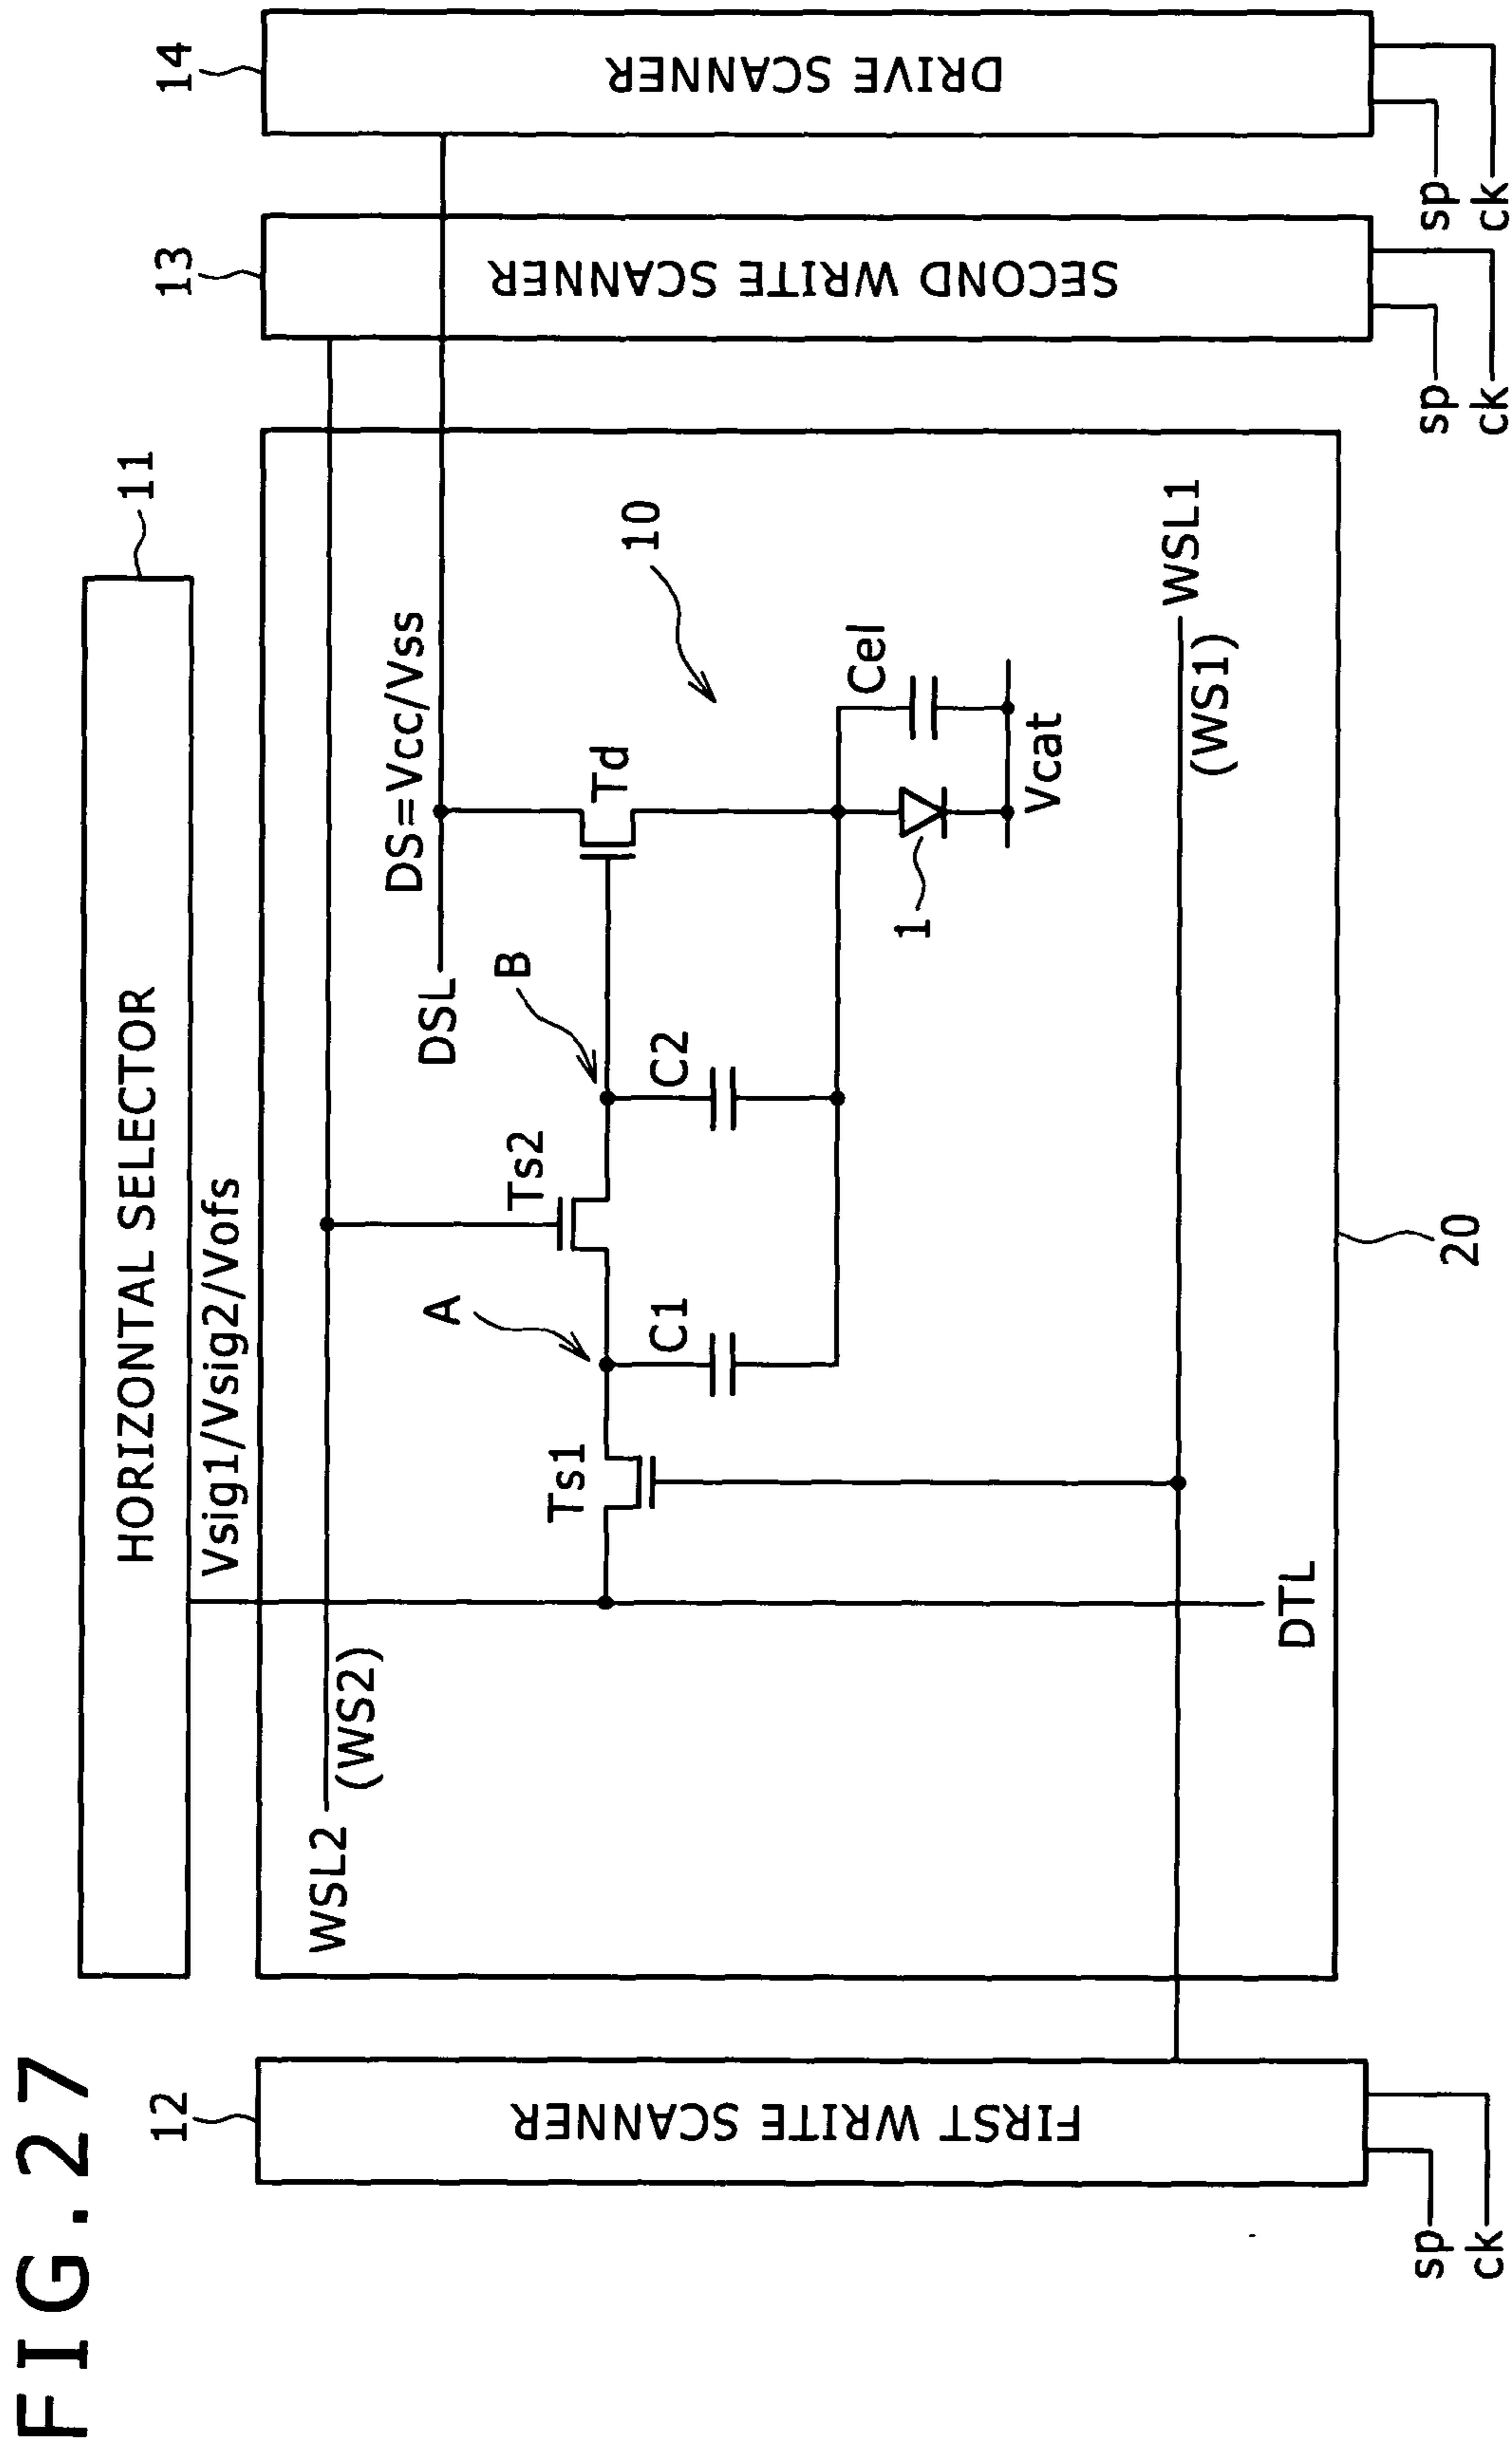 FIG. 27
11
HORIZONTAL SELECTOR
12
13
14
Vsig1/Vsig2/Vofs
WSL2
(WS2)
DS=Vcc/Vss
DSL
A
B
Ts2
Ts1
Td
10
C1
C2
Cel
1
Vcat
WSL1
(WS1)
DTL
20
FIRST WRITE SCANNER
SECOND WRITE SCANNER
DRIVE SCANNER
sp
ck
sp
ck
sp
ck